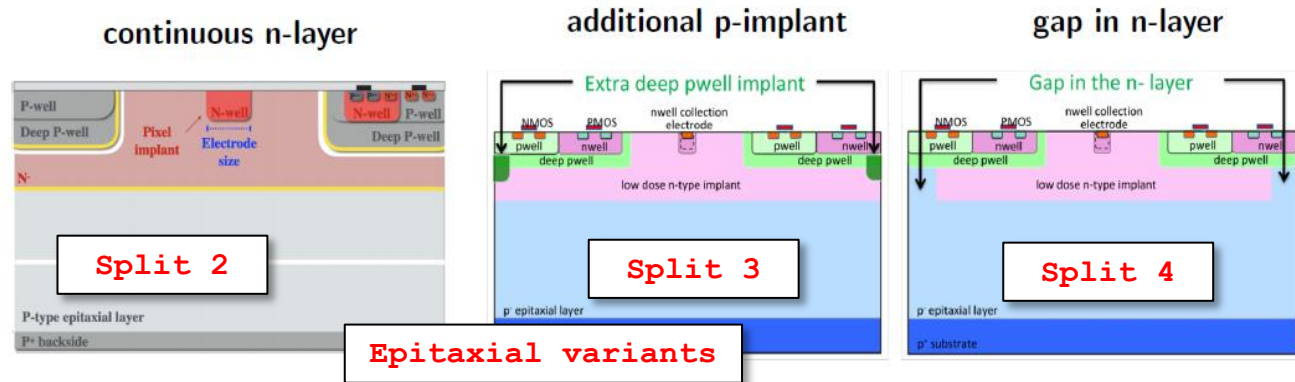 continuous n-layer
additional p-implant
gap in n-layer
P-well
Deep P-well
Pixel
implant
N-well
Electrode
size
N-well
P-well
Deep P-well
N-
Split 2
P-type epitaxial layer
P+ backside
Extra deep pwell implant
NMOS
PMOS
nwell collection
electrode
pwell
nwell
deep pwell
pwell
nwell
deep pwell
low dose n-type implant
Split 3
p- epitaxial layer
Gap in the n- layer
NMOS
PMOS
nwell collection
electrode
pwell
nwell
deep pwell
pwell
nwell
deep pwell
low dose n-type implant
Split 4
p- epitaxial layer
p+ substrate
Epitaxial variants